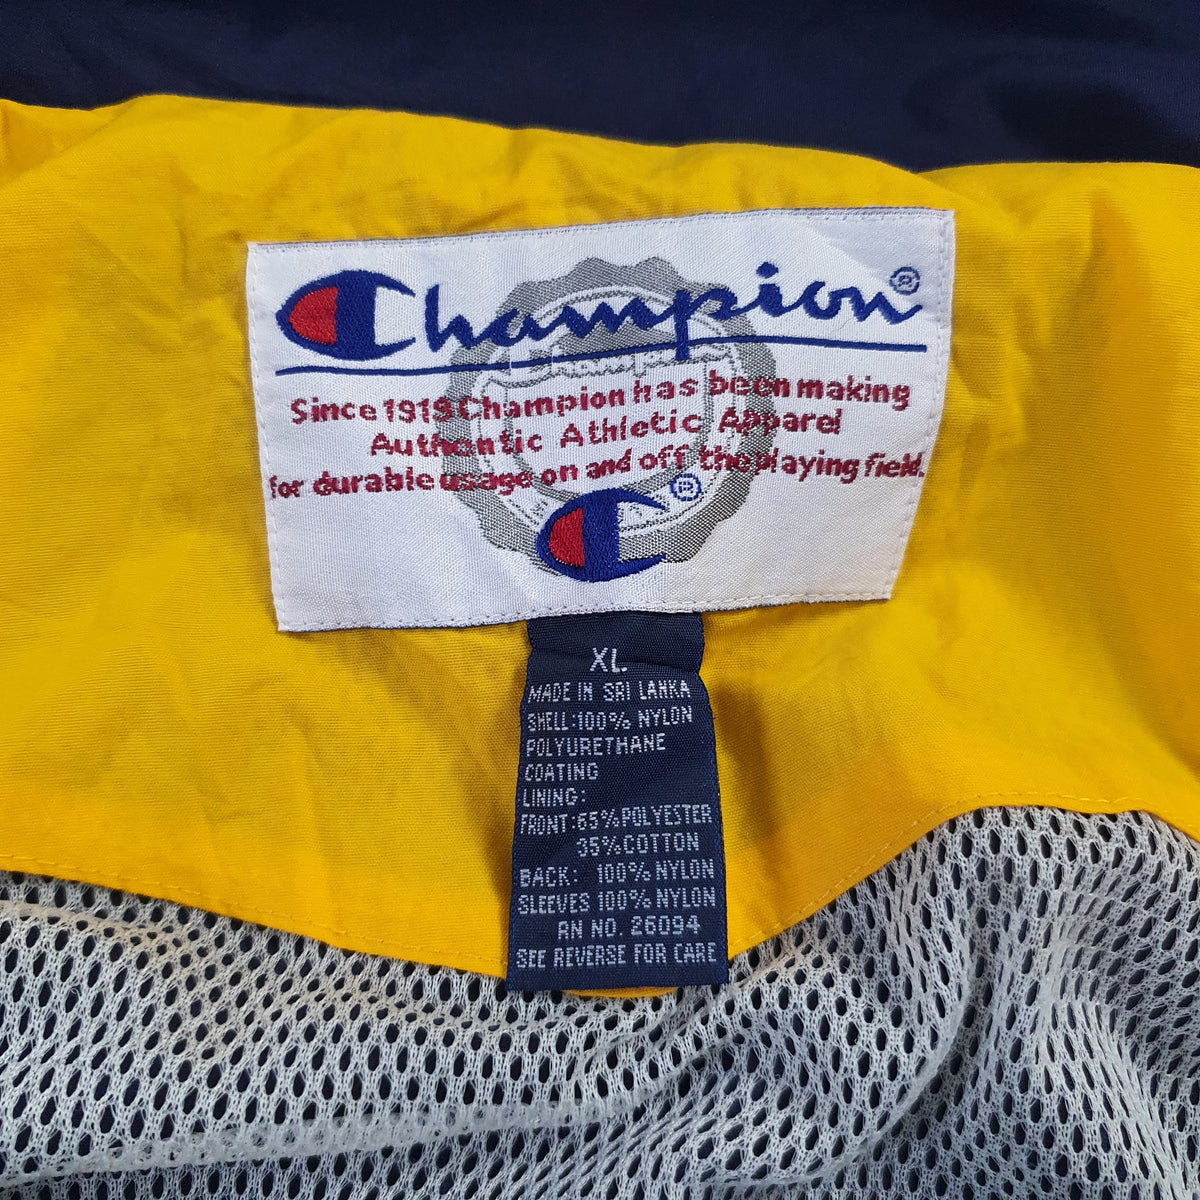 Champion®
Since 1919 Champion has been making
Authentic Athletic Apparel
for durable usage on and off the playing field.
®
XL.
MADE IN SRI LANKA
SHELL:100% NYLON
POLYURETHANE
COATING
LINING:
FRONT:65% POLYESTER
35% COTTON
BACK: 100% NYLON
SLEEVES 100% NYLON
RN NO. 26094
SEE REVERSE FOR CARE